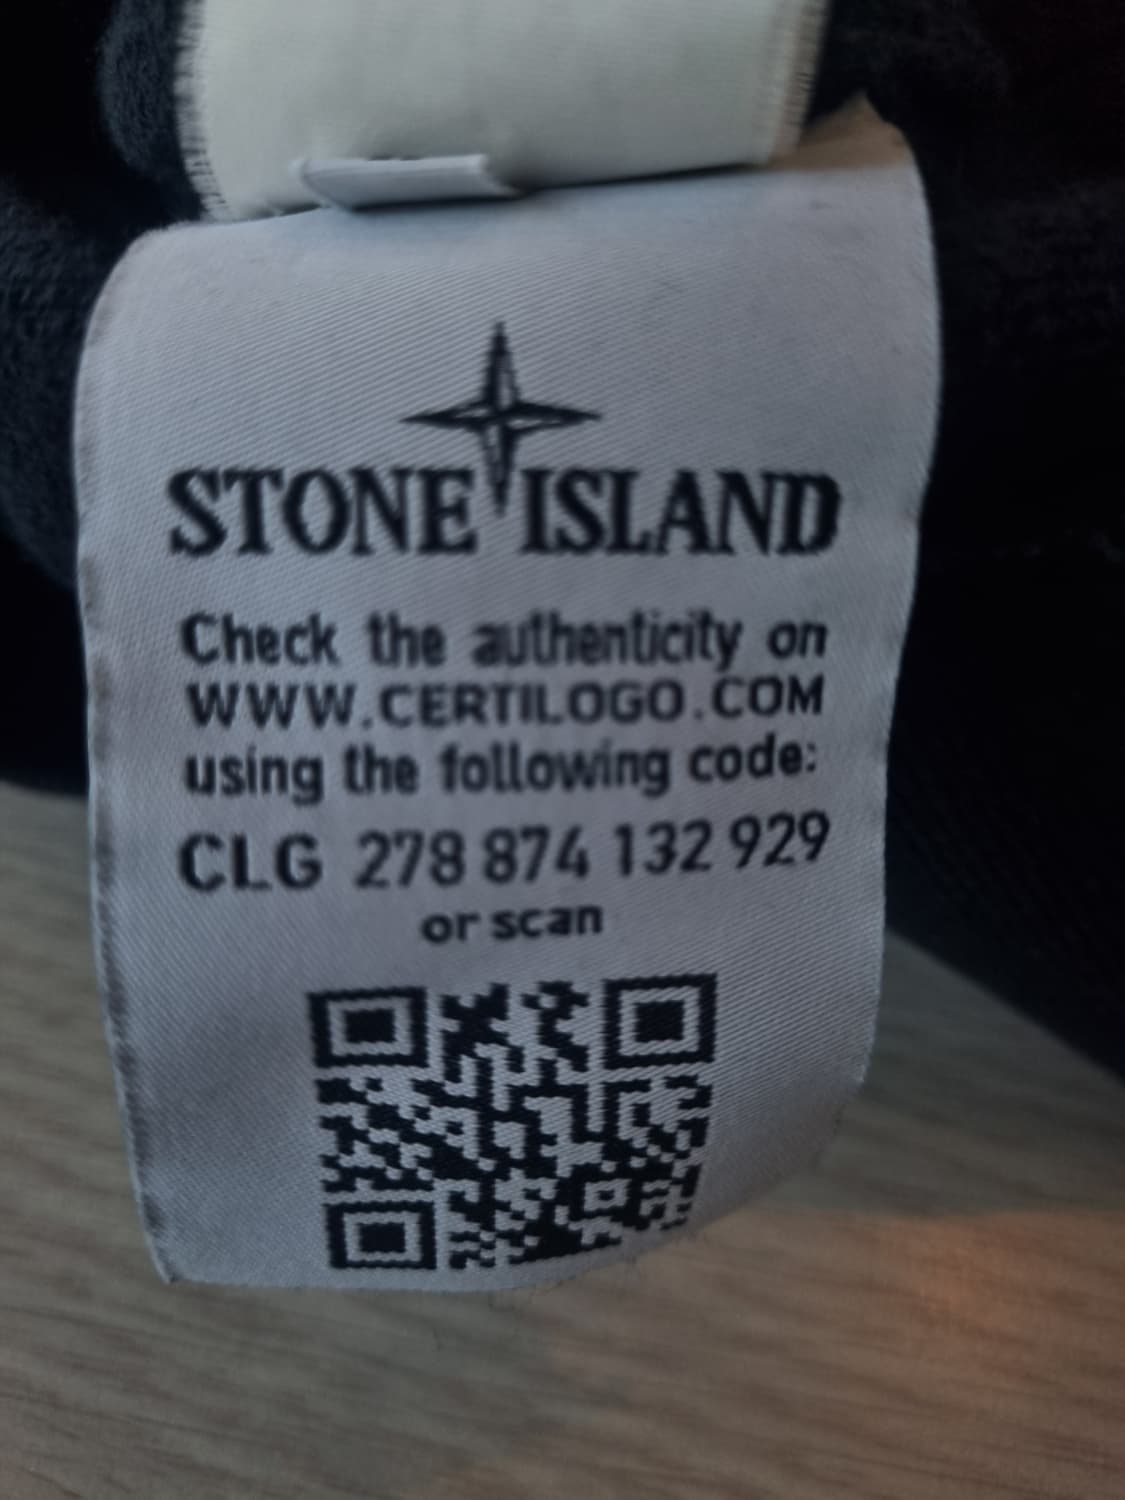 STONE ISLAND
Check the authenticity on
WWW.CERTILOGO.COM
using the following code:
CLG 278 874 132 929
or scan